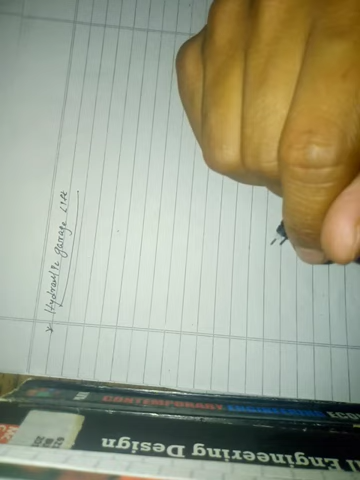 * Hydraulic garage Lift
CONTEMPORARY ENGINEERING
l Engineering Design